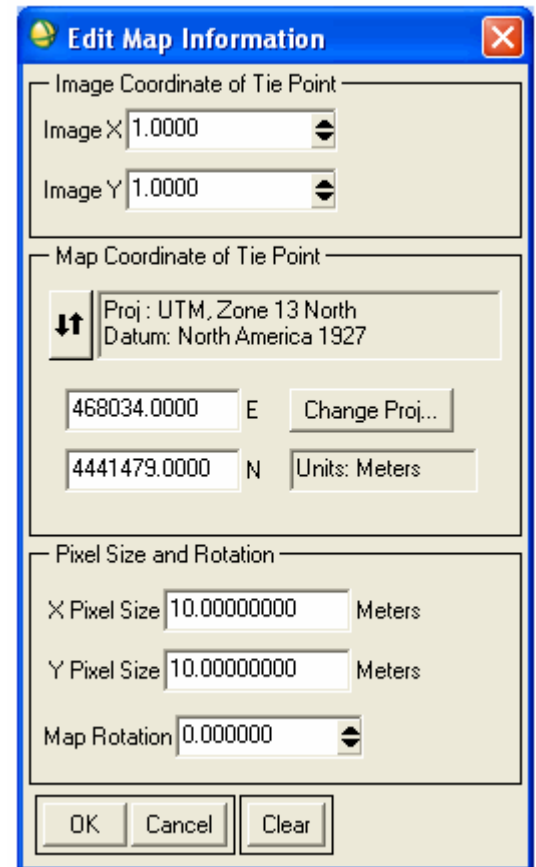 Edit Map Information
Image Coordinate of Tie Point
Image X 1.0000
Image Y 1.0000
Map Coordinate of Tie Point
Proj : UTM, Zone 13 North
Datum: North America 1927
468034.0000 E Change Proj...
4441479.0000 N Units: Meters
Pixel Size and Rotation
X Pixel Size 10.00000000 Meters
Y Pixel Size 10.00000000 Meters
Map Rotation 0.000000
OK Cancel Clear